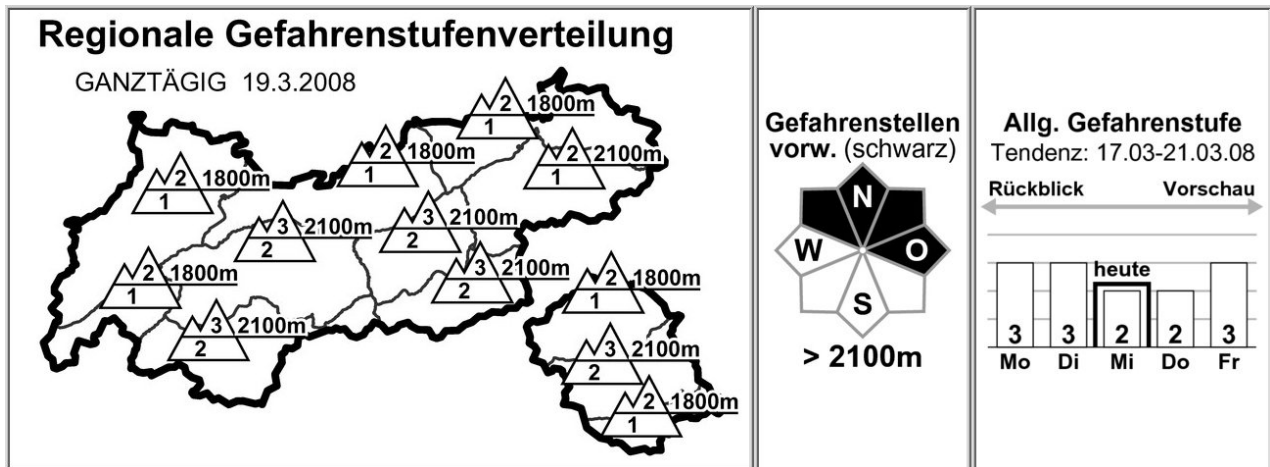 Regionale Gefahrenstufenverteilung
GANZTÄGIG 19.3.2008
2 1800m
1
2 1800m
1
2 2100m
1
2 1800m
1
3 2100m
2
3 2100m
2
2 1800m
1
3 2100m
2
3 2100m
2
2 1800m
1
3 2100m
2
2 1800m
1
Gefahrenstellen
vorw. (schwarz)
N
W O
S
> 2100m
Allg. Gefahrenstufe
Tendenz: 17.03-21.03.08
Rückblick Vorschau
heute
3 3 2 2 3
Mo Di Mi Do Fr